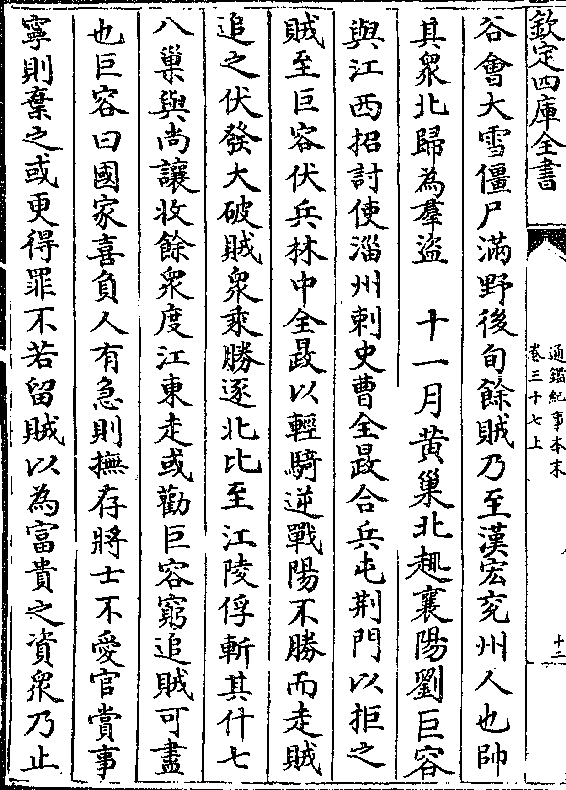 欽定四庫全書
通鑑紀事本末
卷三十七上
十二
谷會大雪僵尸滿野後旬餘賊乃至漢宏兖州人也帥
其眾北歸為羣盜　十一月黄巢北趣襄陽劉巨容
與江西招討使淄州刺史曹全晸合兵屯荆門以拒之
賊至巨容伏兵林中全晸以輕騎逆戰陽不勝而走賊
追之伏發大破賊眾乘勝逐北比至江陵俘斬其什七
八巢與尚讓收餘眾度江東走或勸巨容窮追賊可盡
也巨容曰國家喜負人有急則撫存將士不愛官賞事
寧則棄之或更得罪不若留賊以為富貴之資眾乃止